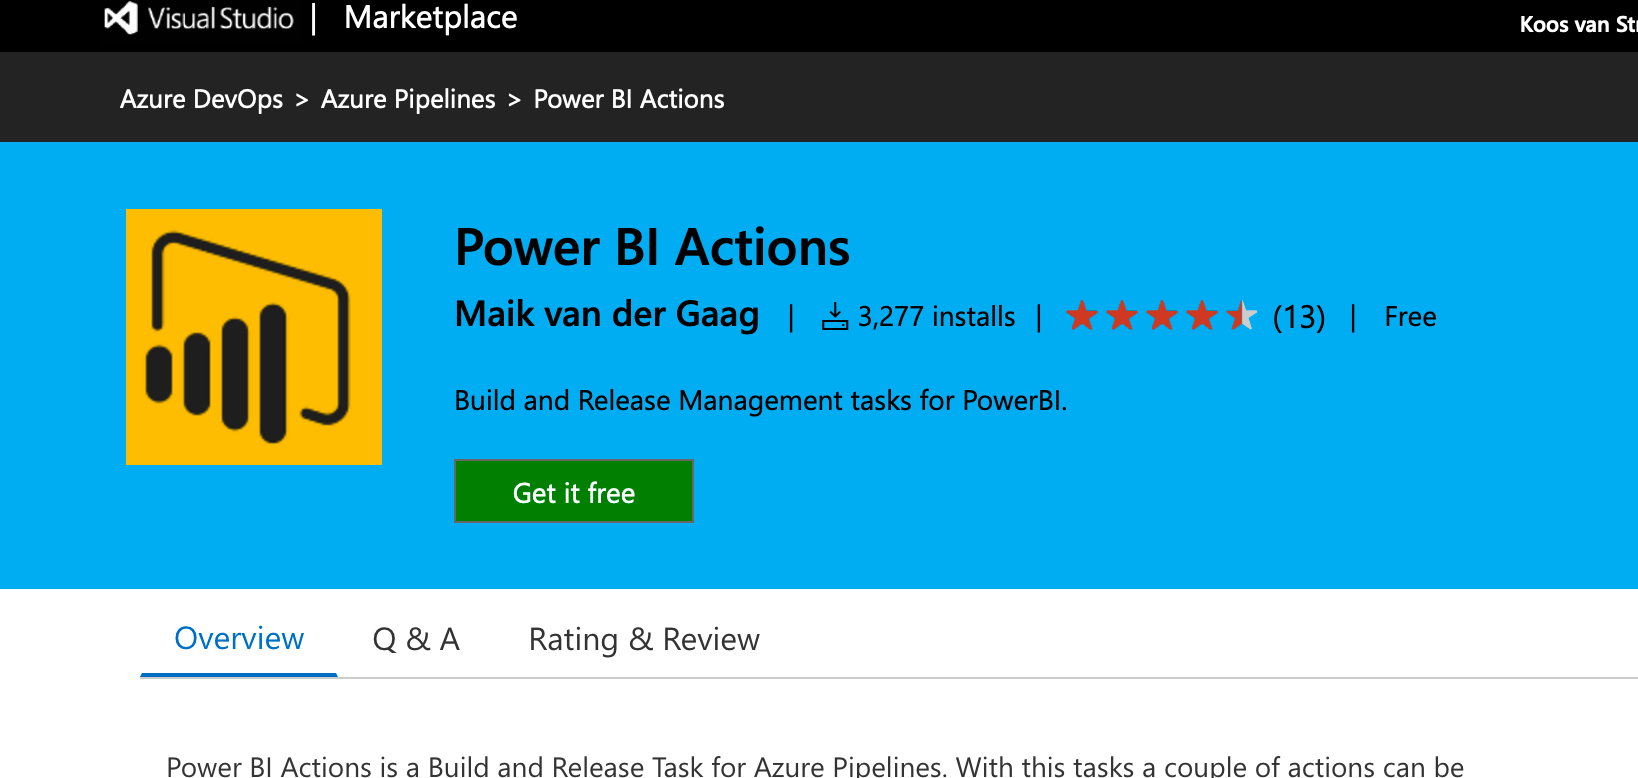 Visual Studio | Marketplace
Koos van
Azure DevOps > Azure Pipelines > Power BI Actions
Power BI Actions
Maik van der Gaag | 3,277 installs | (13) | Free
Build and Release Management tasks for PowerBI.
Get it free
Overview Q & A Rating & Review
Power BI Actions is a Build and Release Task for Azure Pipelines. With this tasks a couple of actions can be